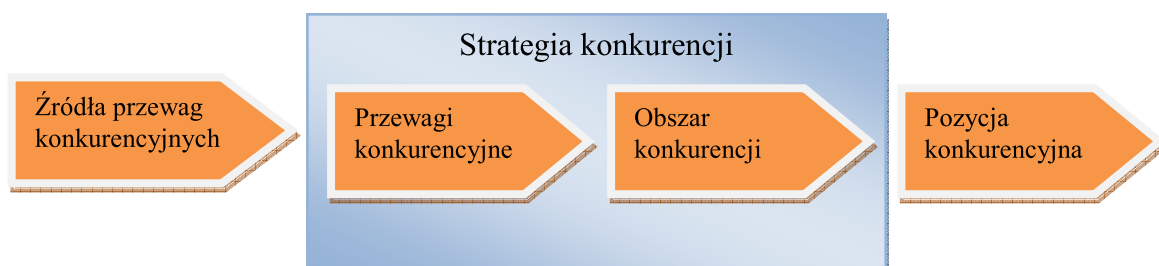 Strategia konkurencji
Źródła przewag
konkurencyjnych
Przewagi
konkurencyjne
Obszar
konkurencji
Pozycja
konkurencyjna